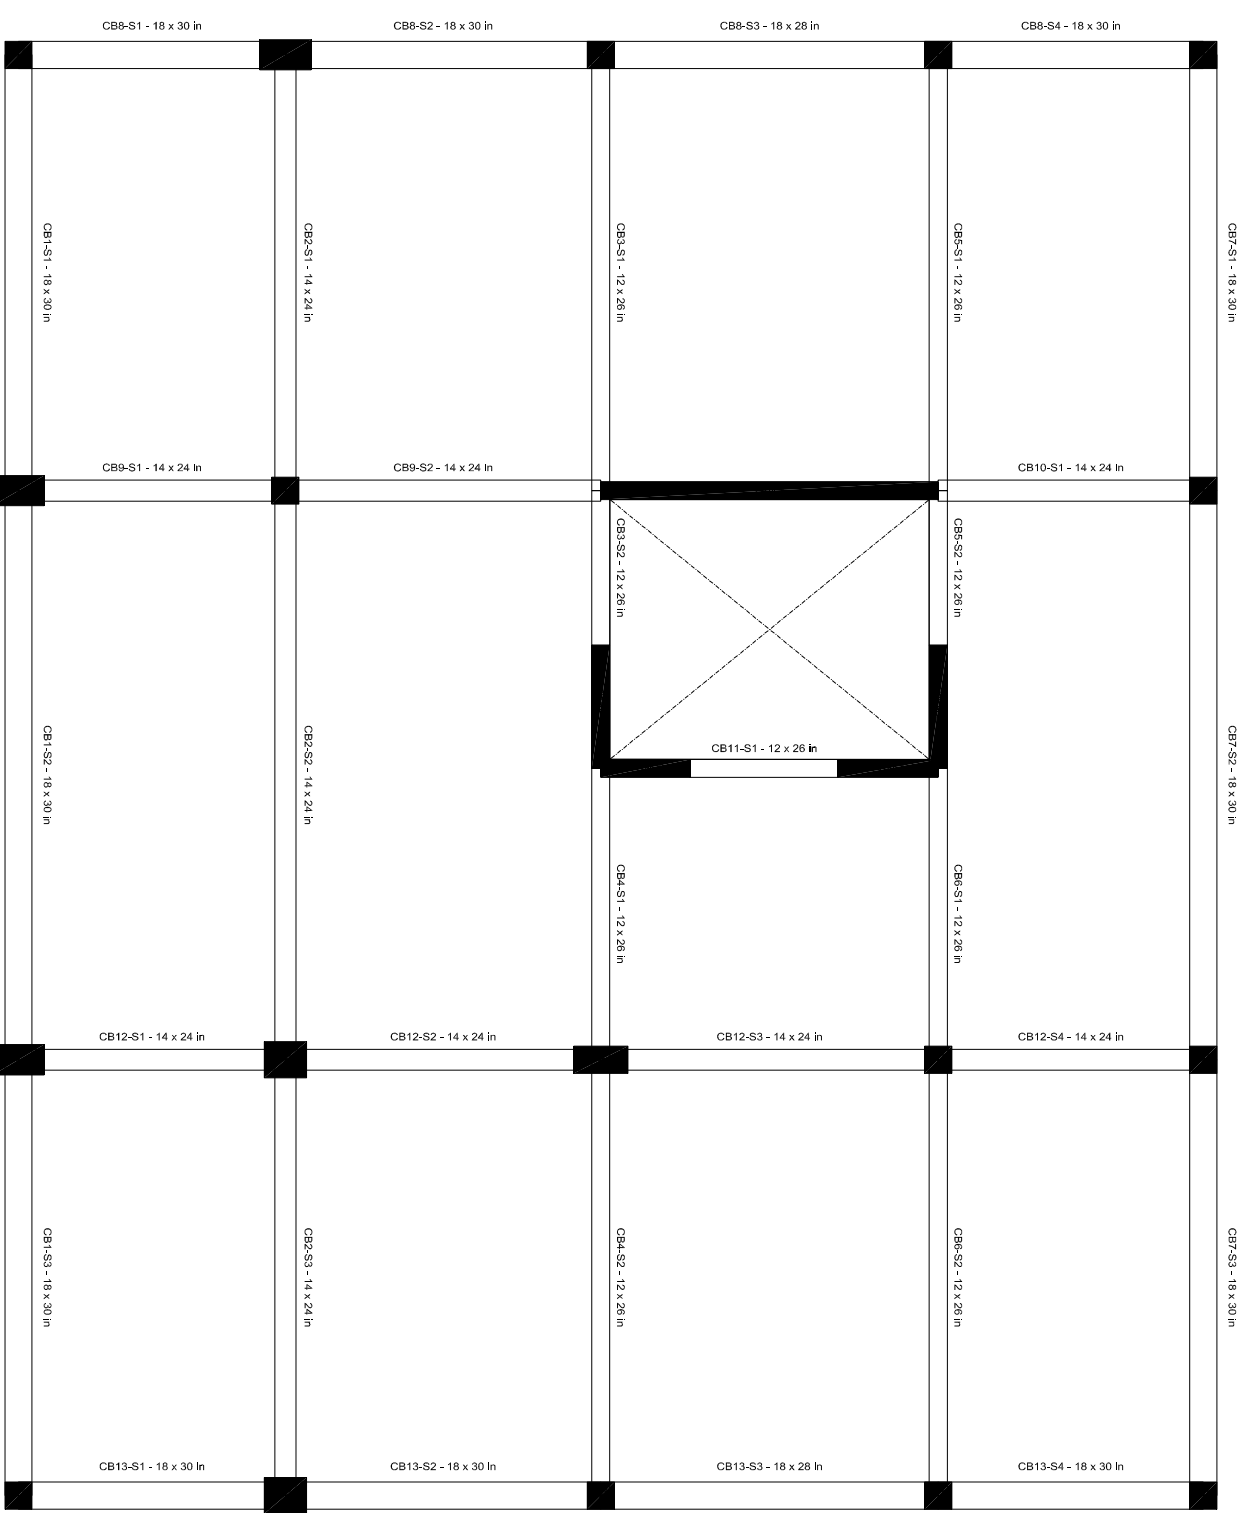 CB8-S1 - 18 x 30 in
CB8-S2 - 18 x 30 in
CB8-S3 - 18 x 28 in
CB8-S4 - 18 x 30 in
CB1-S1 - 18 x 30 in
CB2-S1 - 14 x 24 in
CB3-S1 - 12 x 26 in
CB5-S1 - 12 x 26 in
CB7-S1 - 18 x 30 in
CB9-S1 - 14 x 24 in
CB9-S2 - 14 x 24 in
CB10-S1 - 14 x 24 in
CB3-S2 - 12 x 26 in
CB5-S2 - 12 x 26 in
CB11-S1 - 12 x 26 in
CB1-S2 - 18 x 30 in
CB2-S2 - 14 x 24 in
CB7-S2 - 18 x 30 in
CB4-S1 - 12 x 26 in
CB6-S1 - 12 x 26 in
CB12-S1 - 14 x 24 in
CB12-S2 - 14 x 24 in
CB12-S3 - 14 x 24 in
CB12-S4 - 14 x 24 in
CB1-S3 - 18 x 30 in
CB2-S3 - 14 x 24 in
CB4-S2 - 12 x 26 in
CB6-S2 - 12 x 26 in
CB7-S3 - 18 x 30 in
CB13-S1 - 18 x 30 in
CB13-S2 - 18 x 30 in
CB13-S3 - 18 x 28 in
CB13-S4 - 18 x 30 in